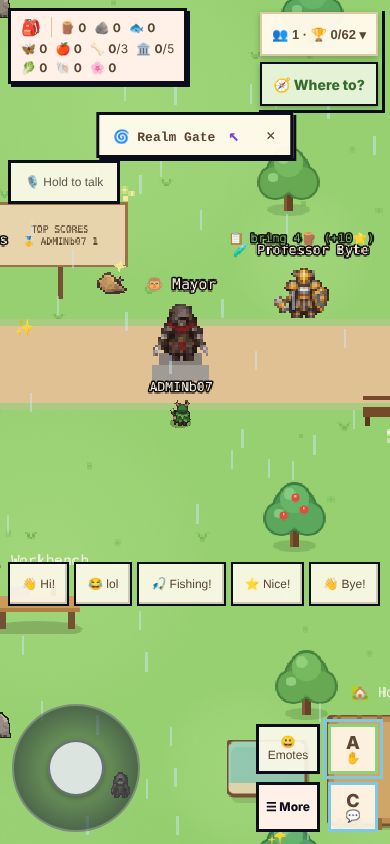 0 0 0
0 0 0/3 0/5
0 0 0
1 · 0/62 ▾
Where to?
Realm Gate ×
Hold to talk
TOP SCORES
ADMINb07 1
s
bring 4 (+10)
Professor Byte
Mayor
ADMINb07
Workbench
Hi!
lol
Fishing!
Nice!
Bye!
Ho
Emotes
A
☰ More
C